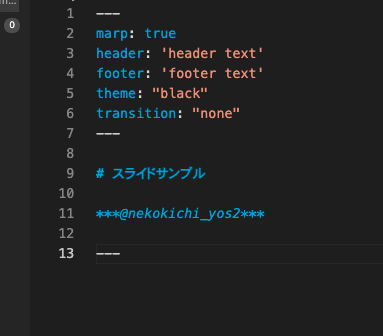 m...
0
1 ---
2 marp: true
3 header: 'header text'
4 footer: 'footer text'
5 theme: "black"
6 transition: "none"
7 ---
8
9 # スライドサンプル
10
11 ***@nekokichi_yos2***
12
13 ---